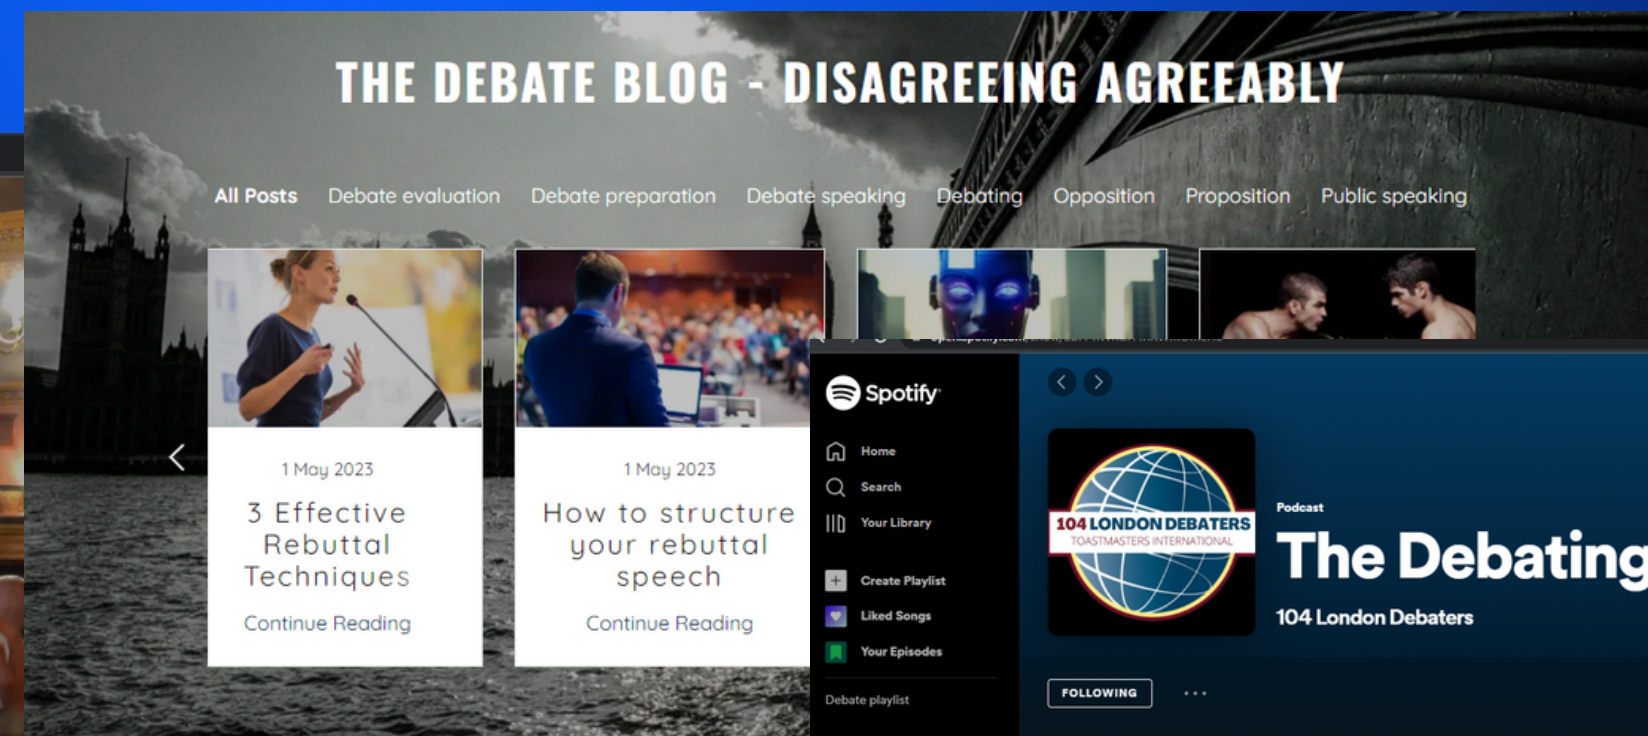 THE DEBATE BLOG - DISAGREEING AGREEABLY
All Posts Debate evaluation Debate preparation Debate speaking Debating Opposition Proposition Public speaking
1 May 2023
3 Effective
Rebuttal
Techniques
Continue Reading
1 May 2023
How to structure
your rebuttal
speech
Continue Reading
Spotify
Home
Search
Your Library
Create Playlist
Liked Songs
Your Episodes
Debate playlist
104 LONDON DEBATERS
TOASTMASTERS INTERNATIONAL
Podcast
The Debating
104 London Debaters
FOLLOWING